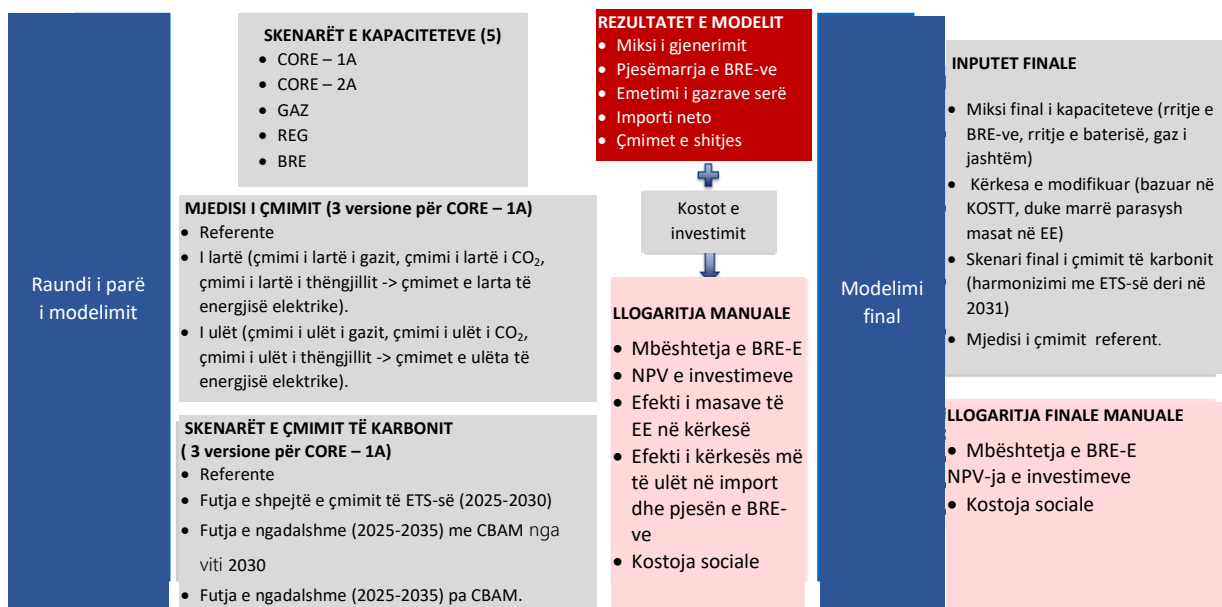 Raundi i parë
i modelimit
SKENARËT E KAPACITETEVE (5)
• CORE – 1A
• CORE – 2A
• GAZ
• REG
• BRE
MJEDISI I ÇMIMIT (3 versione për CORE – 1A)
• Referente
• I lartë (çmimi i lartë i gazit, çmimi i lartë i CO₂,
çmimi i lartë i thëngjillit -> çmimet e larta të
energjisë elektrike).
• I ulët (çmimi i ulët i gazit, çmimi i ulët i CO₂,
çmimi i ulët i thëngjillit -> çmimet e ulëta të
energjisë elektrike).
SKENARËT E ÇMIMIT TË KARBONIT
( 3 versione për CORE – 1A)
• Referente
• Futja e shpejtë e çmimit të ETS-së (2025-2030)
• Futja e ngadalshme (2025-2035) me CBAM nga
viti 2030
• Futja e ngadalshme (2025-2035) pa CBAM.
REZULTATET E MODELIT
• Miksi i gjenerimit
• Pjesëmarrja e BRE-ve
• Emetimi i gazrave serë
• Importi neto
• Çmimet e shitjes
Kostot e
investimit
LLOGARITJA MANUALE
• Mbështetja e BRE-E
• NPV e investimeve
• Efekti i masave të
EE në kërkesë
• Efekti i kërkesës më
të ulët në import
dhe pjesën e BRE-
ve
• Kostoja sociale
Modelimi
final
INPUTET FINALE
• Miksi final i kapaciteteve (rritje e
BRE-ve, rritje e baterisë, gaz i
jashtëm)
• Kërkesa e modifikuar (bazuar në
KOSTT, duke marrë parasysh
masat në EE)
• Skenari final i çmimit të karbonit
(harmonizimi me ETS-së deri në
2031)
• Mjedisi i çmimit referent.
LLOGARITJA FINALE MANUALE
• Mbështetja e BRE-E
NPV-ja e investimeve
• Kostoja sociale